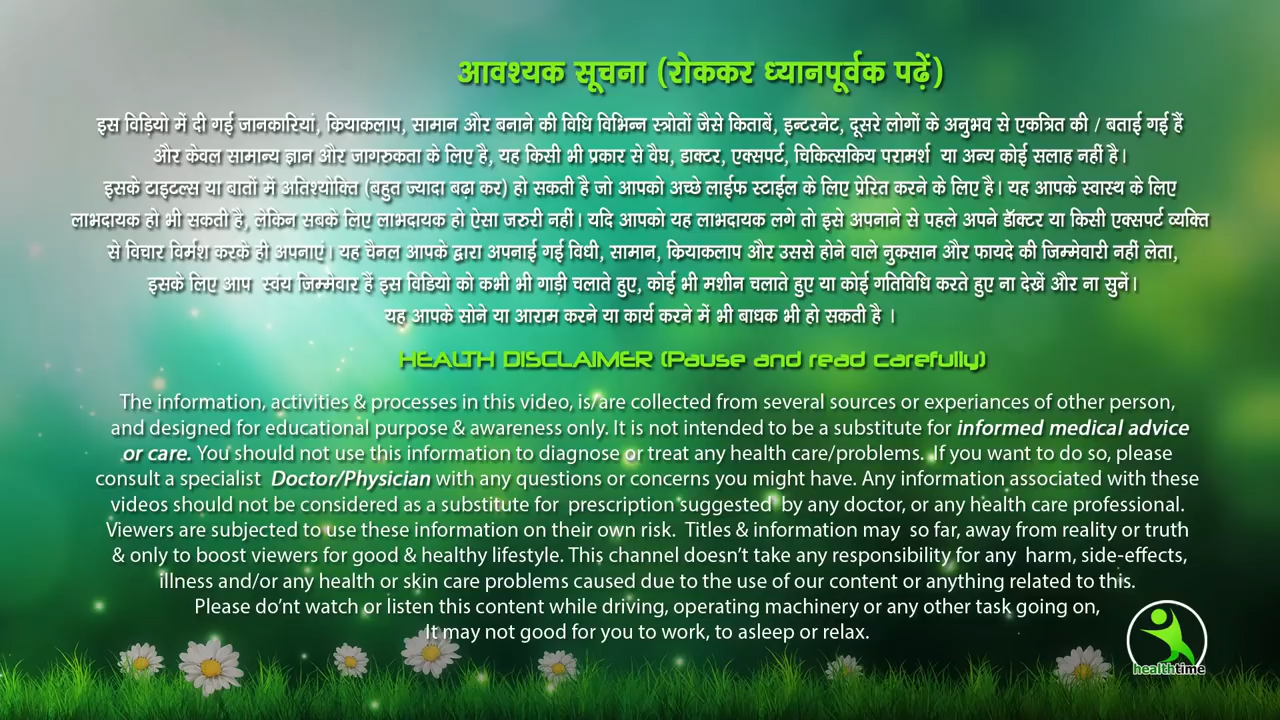 आवश्यक सूचना (रोककर ध्यानपूर्वक पढ़ें)
इस विड़ियो में दी गई जानकारियां, कियाकलाप, सामान और बनाने की विधि विभिन्न स्त्रोतों जैसे किताबें, इन्टरनेट, दूसरे लोगों के अनुभव से एकत्रित की / बताई गई हैं
और केवल सामान्य ज्ञान और जागरुकता के लिए है, यह किसी भी प्रकार से वैघ, डाक्टर, एक्सपर्ट, चिकित्सकिय परामर्श या अन्य कोई सलाह नहीं है।
इसके टाइटल्स या बातों में अतिश्योक्ति (बहुत ज्यादा बढ़ा कर) हो सकती है जो आपको अच्छे लाईफ स्टाईल के लिए प्रेरित करने के लिए है। यह आपके स्वास्थ के लिए
लाभदायक हो भी सकती है, लेकिन सबके लिए लाभदायक हो ऐसा जरुरी नहीं। यदि आपको यह लाभदायक लगे तो इसे अपनाने से पहले अपने डॉक्टर या किसी एक्सपर्ट व्यक्ति
से विचार विर्मश करके ही अपनाएं। यह चैनल आपके द्वारा अपनाई गई विधी, सामान, कियाकलाप और उससे होने वाले नुकसान और फायदे की जिम्मेवारी नहीं लेता,
इसके लिए आप स्वंय जिम्मेवार हैं इस विडियो को कभी भी गाड़ी चलाते हुए, कोई भी मशीन चलाते हुए या कोई गतिविधि करते हुए ना देखें और ना सुनें।
यह आपके सोने या आराम करने या कार्य करने में भी बाधक भी हो सकती है ।
HEALTH DISCLAIMER (Pause and read carefully)
The information, activities & processes in this video, is/are collected from several sources or experiances of other person,
and designed for educational purpose & awareness only. It is not intended to be a substitute for informed medical advice
or care. You should not use this information to diagnose or treat any health care/problems. If you want to do so, please
consult a specialist Doctor/Physician with any questions or concerns you might have. Any information associated with these
videos should not be considered as a substitute for prescription suggested by any doctor, or any health care professional.
Viewers are subjected to use these information on their own risk. Titles & information may so far, away from reality or truth
& only to boost viewers for good & healthy lifestyle. This channel doesn't take any responsibility for any harm, side-effects,
illness and/or any health or skin care problems caused due to the use of our content or anything related to this.
Please do'nt watch or listen this content while driving, operating machinery or any other task going on,
It may not good for you to work, to asleep or relax.
healthtime